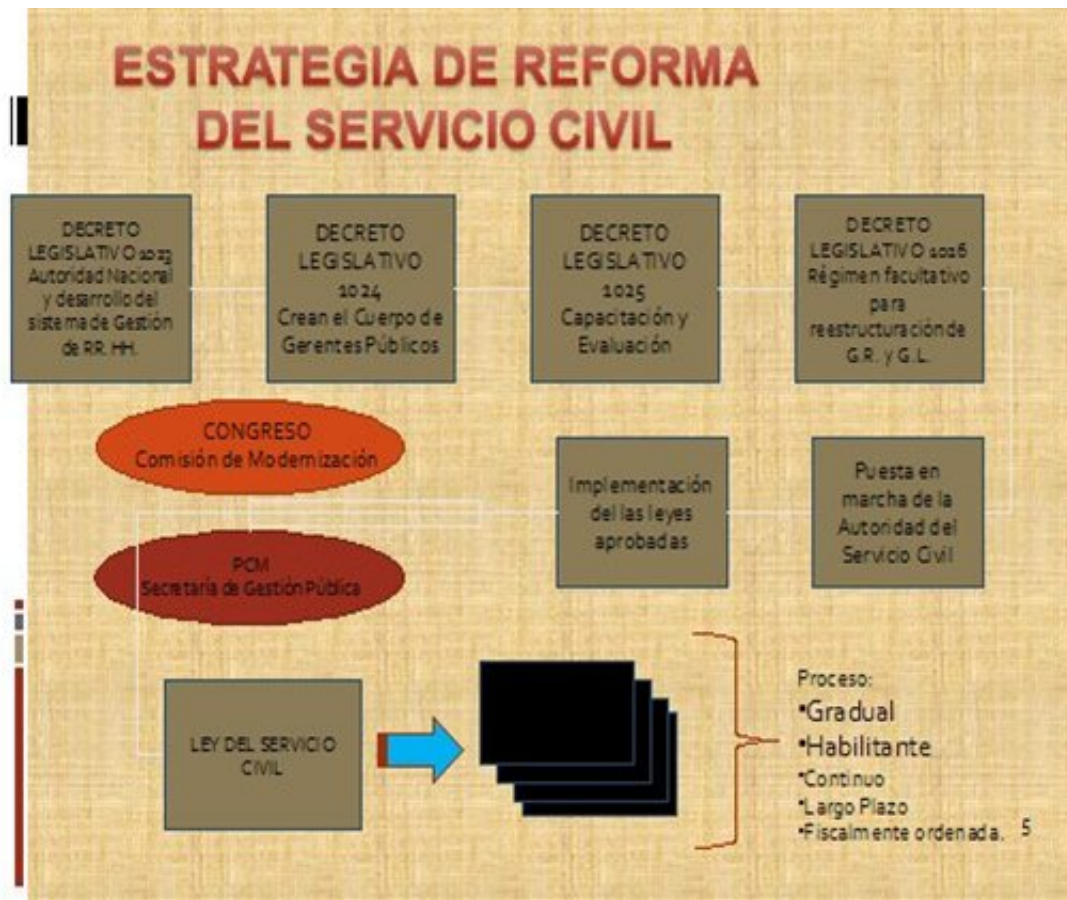 ESTRATEGIA DE REFORMA
DEL SERVICIO CIVIL
DECRETO
LEGISLATIVO 1023
Autoridad Nacional
y desarrollo del
sistema de Gestión
de RR. HH.
DECRETO
LEGISLATIVO
1024
Crean el Cuerpo de
Gerentes Públicos
DECRETO
LEGISLATIVO
1025
Capacitación y
Evaluación
DECRETO
LEGISLATIVO 1026
Régimen facultativo
para
reestructuración de
G.R. y G.L.
CONGRESO
Comisión de Modernización
Implementación
del las leyes
aprobadas
Puesta en
marcha de la
Autoridad del
Servicio Civil
PCM
Secretaría de Gestión Pública
LEY DEL SERVICIO
CIVIL
Proceso:
•Gradual
•Habilitante
•Continuo
•Largo Plazo
•Fiscalmente ordenada.
5